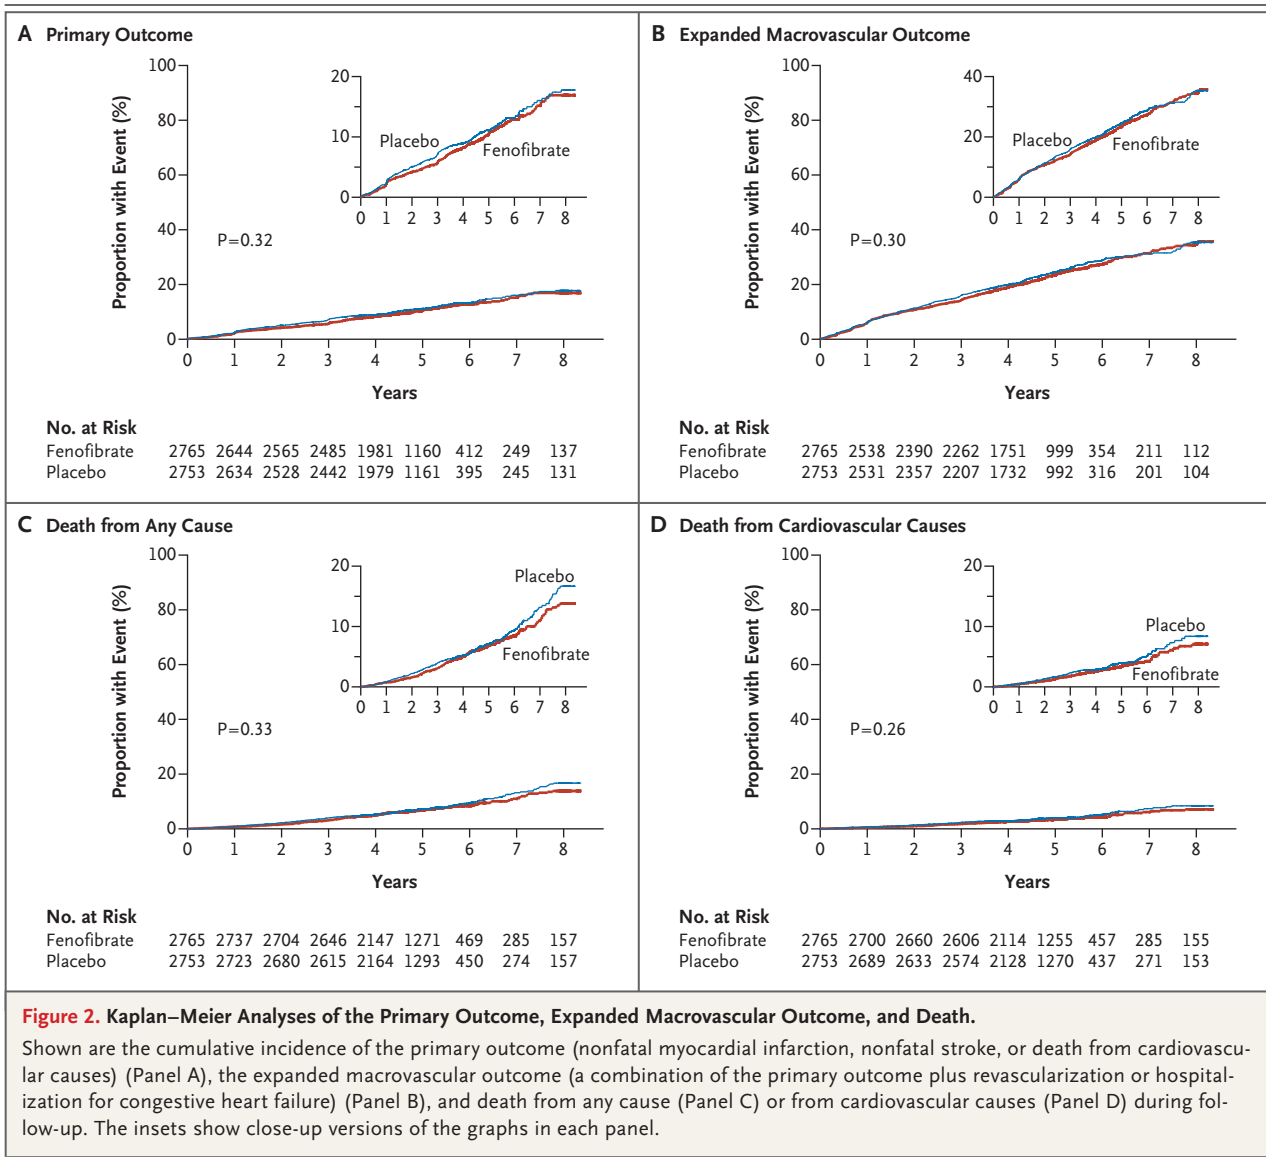 A Primary Outcome
100
80
60
40
20
0
Proportion with Event (%)
20
10
0
Placebo
Fenofibrate
0 1 2 3 4 5 6 7 8
P=0.32
0 1 2 3 4 5 6 7 8
Years
No. at Risk
Fenofibrate 2765 2644 2565 2485 1981 1160 412 249 137
Placebo 2753 2634 2528 2442 1979 1161 395 245 131
B Expanded Macrovascular Outcome
100
80
60
40
20
0
Proportion with Event (%)
40
20
0
Placebo
Fenofibrate
0 1 2 3 4 5 6 7 8
P=0.30
0 1 2 3 4 5 6 7 8
Years
No. at Risk
Fenofibrate 2765 2538 2390 2262 1751 999 354 211 112
Placebo 2753 2531 2357 2207 1732 992 316 201 104
C Death from Any Cause
100
80
60
40
20
0
Proportion with Event (%)
20
10
0
Placebo
Fenofibrate
0 1 2 3 4 5 6 7 8
P=0.33
0 1 2 3 4 5 6 7 8
Years
No. at Risk
Fenofibrate 2765 2737 2704 2646 2147 1271 469 285 157
Placebo 2753 2723 2680 2615 2164 1293 450 274 157
D Death from Cardiovascular Causes
100
80
60
40
20
0
Proportion with Event (%)
20
10
0
Placebo
Fenofibrate
0 1 2 3 4 5 6 7 8
P=0.26
0 1 2 3 4 5 6 7 8
Years
No. at Risk
Fenofibrate 2765 2700 2660 2606 2114 1255 457 285 155
Placebo 2753 2689 2633 2574 2128 1270 437 271 153
Figure 2. Kaplan–Meier Analyses of the Primary Outcome, Expanded Macrovascular Outcome, and Death.
Shown are the cumulative incidence of the primary outcome (nonfatal myocardial infarction, nonfatal stroke, or death from cardiovascu-
lar causes) (Panel A), the expanded macrovascular outcome (a combination of the primary outcome plus revascularization or hospital-
ization for congestive heart failure) (Panel B), and death from any cause (Panel C) or from cardiovascular causes (Panel D) during fol-
low-up. The insets show close-up versions of the graphs in each panel.